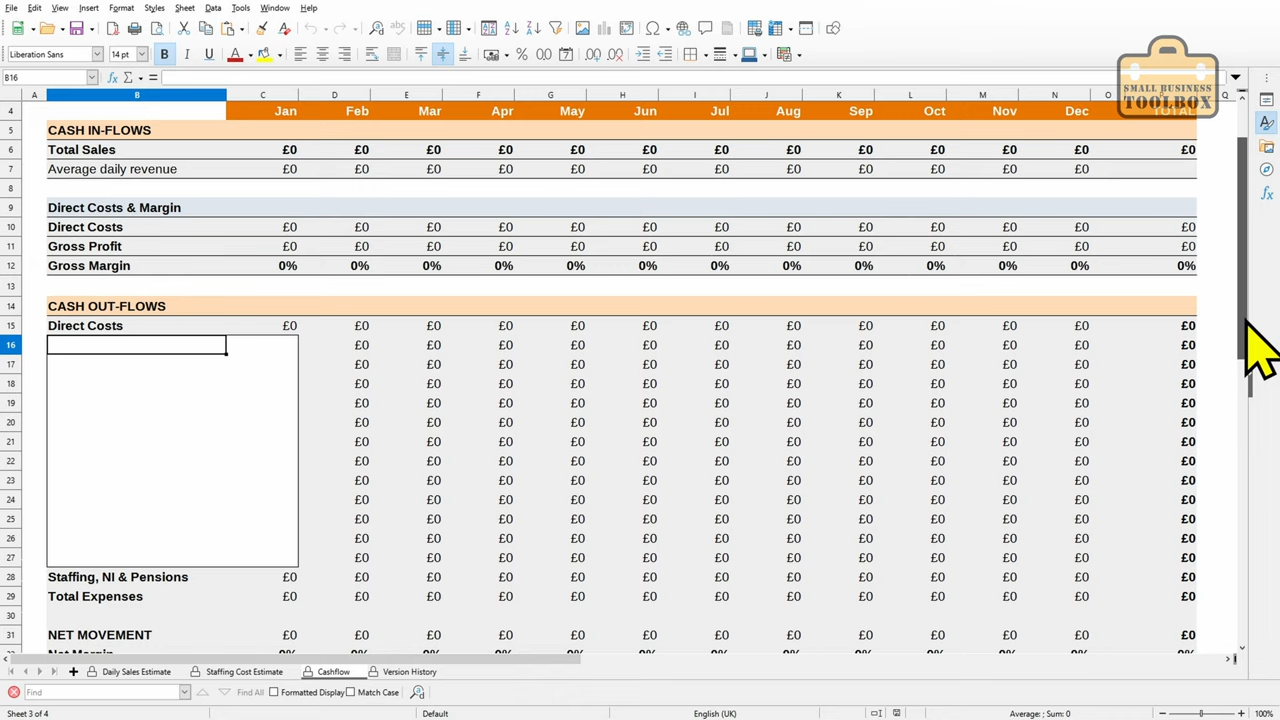 File Edit View Insert Format Styles Sheet Data Tools Window Help
Liberation Sans 14 pt
B16
A B C D E F G H I J K L M N O Q
4 Jan Feb Mar Apr May Jun Jul Aug Sep Oct Nov Dec TOTAL
SMALL BUSINESS
TOOLBOX
5 CASH IN-FLOWS
6 Total Sales £0 £0 £0 £0 £0 £0 £0 £0 £0 £0 £0 £0 £0
7 Average daily revenue £0 £0 £0 £0 £0 £0 £0 £0 £0 £0 £0 £0
8
9 Direct Costs & Margin
10 Direct Costs £0 £0 £0 £0 £0 £0 £0 £0 £0 £0 £0 £0 £0
11 Gross Profit £0 £0 £0 £0 £0 £0 £0 £0 £0 £0 £0 £0 £0
12 Gross Margin 0% 0% 0% 0% 0% 0% 0% 0% 0% 0% 0% 0% 0%
13
14 CASH OUT-FLOWS
15 Direct Costs £0 £0 £0 £0 £0 £0 £0 £0 £0 £0 £0 £0 £0
16 £0 £0 £0 £0 £0 £0 £0 £0 £0 £0 £0 £0
17 £0 £0 £0 £0 £0 £0 £0 £0 £0 £0 £0 £0
18 £0 £0 £0 £0 £0 £0 £0 £0 £0 £0 £0 £0
19 £0 £0 £0 £0 £0 £0 £0 £0 £0 £0 £0 £0
20 £0 £0 £0 £0 £0 £0 £0 £0 £0 £0 £0 £0
21 £0 £0 £0 £0 £0 £0 £0 £0 £0 £0 £0 £0
22 £0 £0 £0 £0 £0 £0 £0 £0 £0 £0 £0 £0
23 £0 £0 £0 £0 £0 £0 £0 £0 £0 £0 £0 £0
24 £0 £0 £0 £0 £0 £0 £0 £0 £0 £0 £0 £0
25 £0 £0 £0 £0 £0 £0 £0 £0 £0 £0 £0 £0
26 £0 £0 £0 £0 £0 £0 £0 £0 £0 £0 £0 £0
27 £0 £0 £0 £0 £0 £0 £0 £0 £0 £0 £0 £0
28 Staffing, NI & Pensions £0 £0 £0 £0 £0 £0 £0 £0 £0 £0 £0 £0 £0
29 Total Expenses £0 £0 £0 £0 £0 £0 £0 £0 £0 £0 £0 £0 £0
30
31 NET MOVEMENT £0 £0 £0 £0 £0 £0 £0 £0 £0 £0 £0 £0 £0
Net Margin 0% 0% 0% 0% 0% 0% 0% 0% 0% 0% 0% 0% 0%
Daily Sales Estimate Staffing Cost Estimate Cashflow Version History
Find Find All Formatted Display Match Case
Sheet 3 of 4 Default English (UK) Average: ; Sum: 0 100%